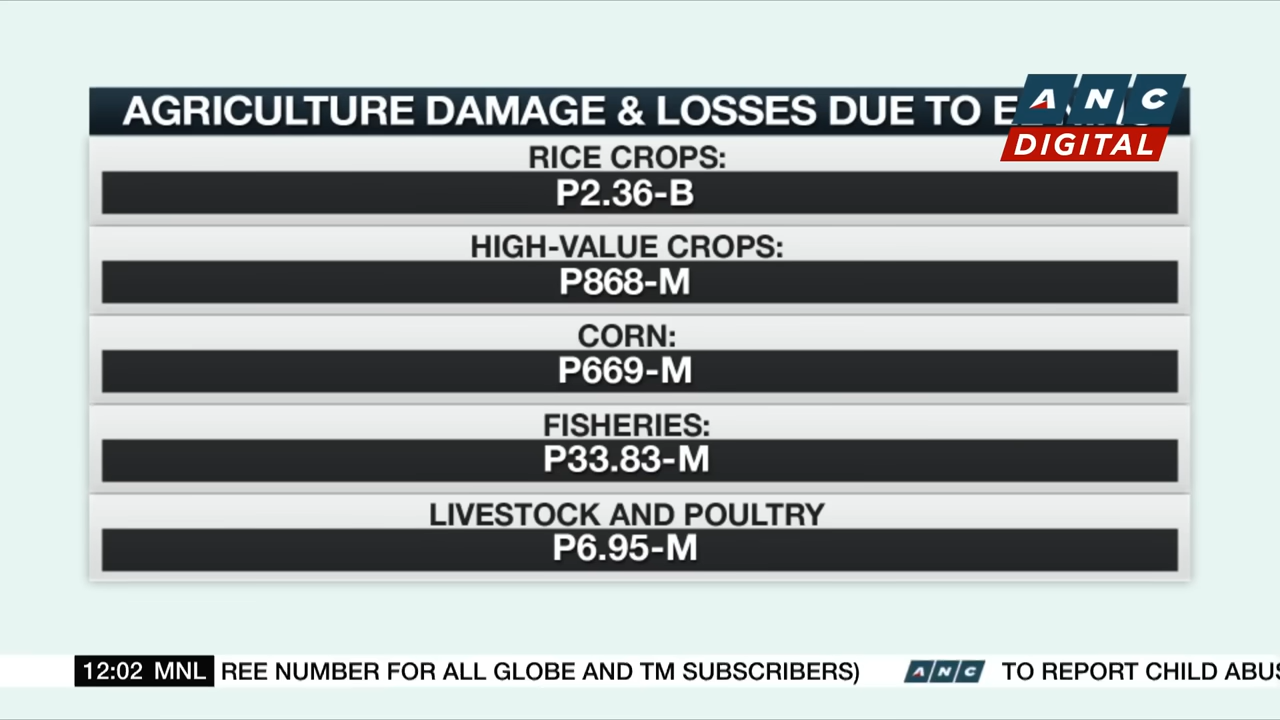 AGRICULTURE DAMAGE & LOSSES DUE TO
ANC
DIGITAL
RICE CROPS:
P2.36-B
HIGH-VALUE CROPS:
P868-M
CORN:
P669-M
FISHERIES:
P33.83-M
LIVESTOCK AND POULTRY
P6.95-M
12:02 MNL REE NUMBER FOR ALL GLOBE AND TM SUBSCRIBERS) ANC TO REPORT CHILD ABUS